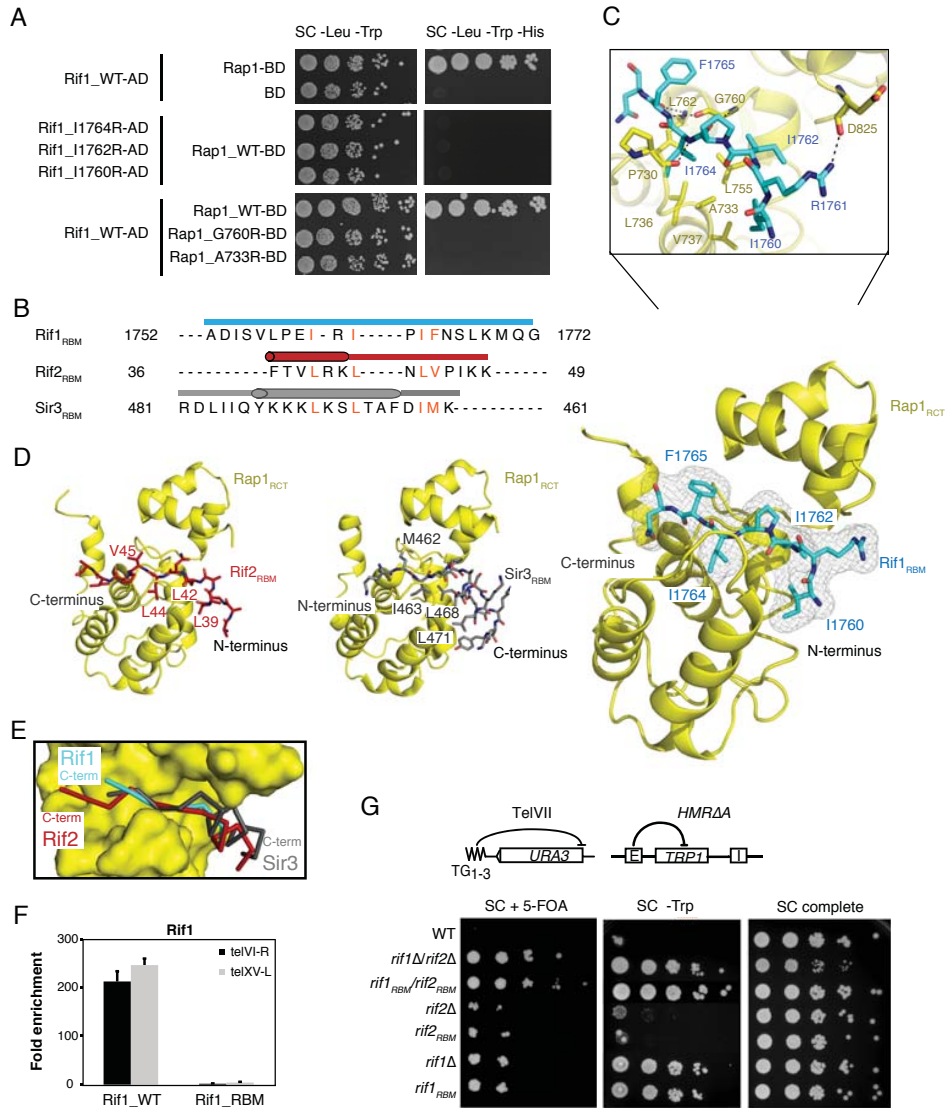 A
SC -Leu -Trp
SC -Leu -Trp -His
Rif1_WT-AD
Rap1-BD
BD
Rif1_I1764R-AD
Rif1_I1762R-AD
Rif1_I1760R-AD
Rap1_WT-BD
Rif1_WT-AD
Rap1_WT-BD
Rap1_G760R-BD
Rap1_A733R-BD
C
F1765
L762
G760
D825
I1762
P730
I1764
L755
R1761
L736
A733
V737
I1760
B
Rif1RBM 1752 ---ADISVLPEI-RI----PIFNSLKMQG 1772
Rif2RBM 36 ----------FTVLRKL---NLVPIKK------ 49
Sir3RBM 481 RDLIIQYKKKLKSLTAFDIMK--------- 461
D
Rap1RCT
V45
Rif2RBM
C-terminus
L42
L44
L39
N-terminus
Rap1RCT
M462
Sir3RBM
N-terminus
I463
L468
L471
C-terminus
Rap1RCT
F1765
I1762
C-terminus
Rif1RBM
I1764
I1760
N-terminus
E
Rif1
C-term
C-term
Rif2
C-term
Sir3
F
Rif1
telVI-R
telXV-L
Fold enrichment
300
200
100
0
Rif1_WT
Rif1_RBM
G
TelVII
HMRΔA
URA3
TG1-3
E
TRP1
I
SC + 5-FOA
SC -Trp
SC complete
WT
rif1Δ/rif2Δ
rif1RBM/rif2RBM
rif2Δ
rif2RBM
rif1Δ
rif1RBM